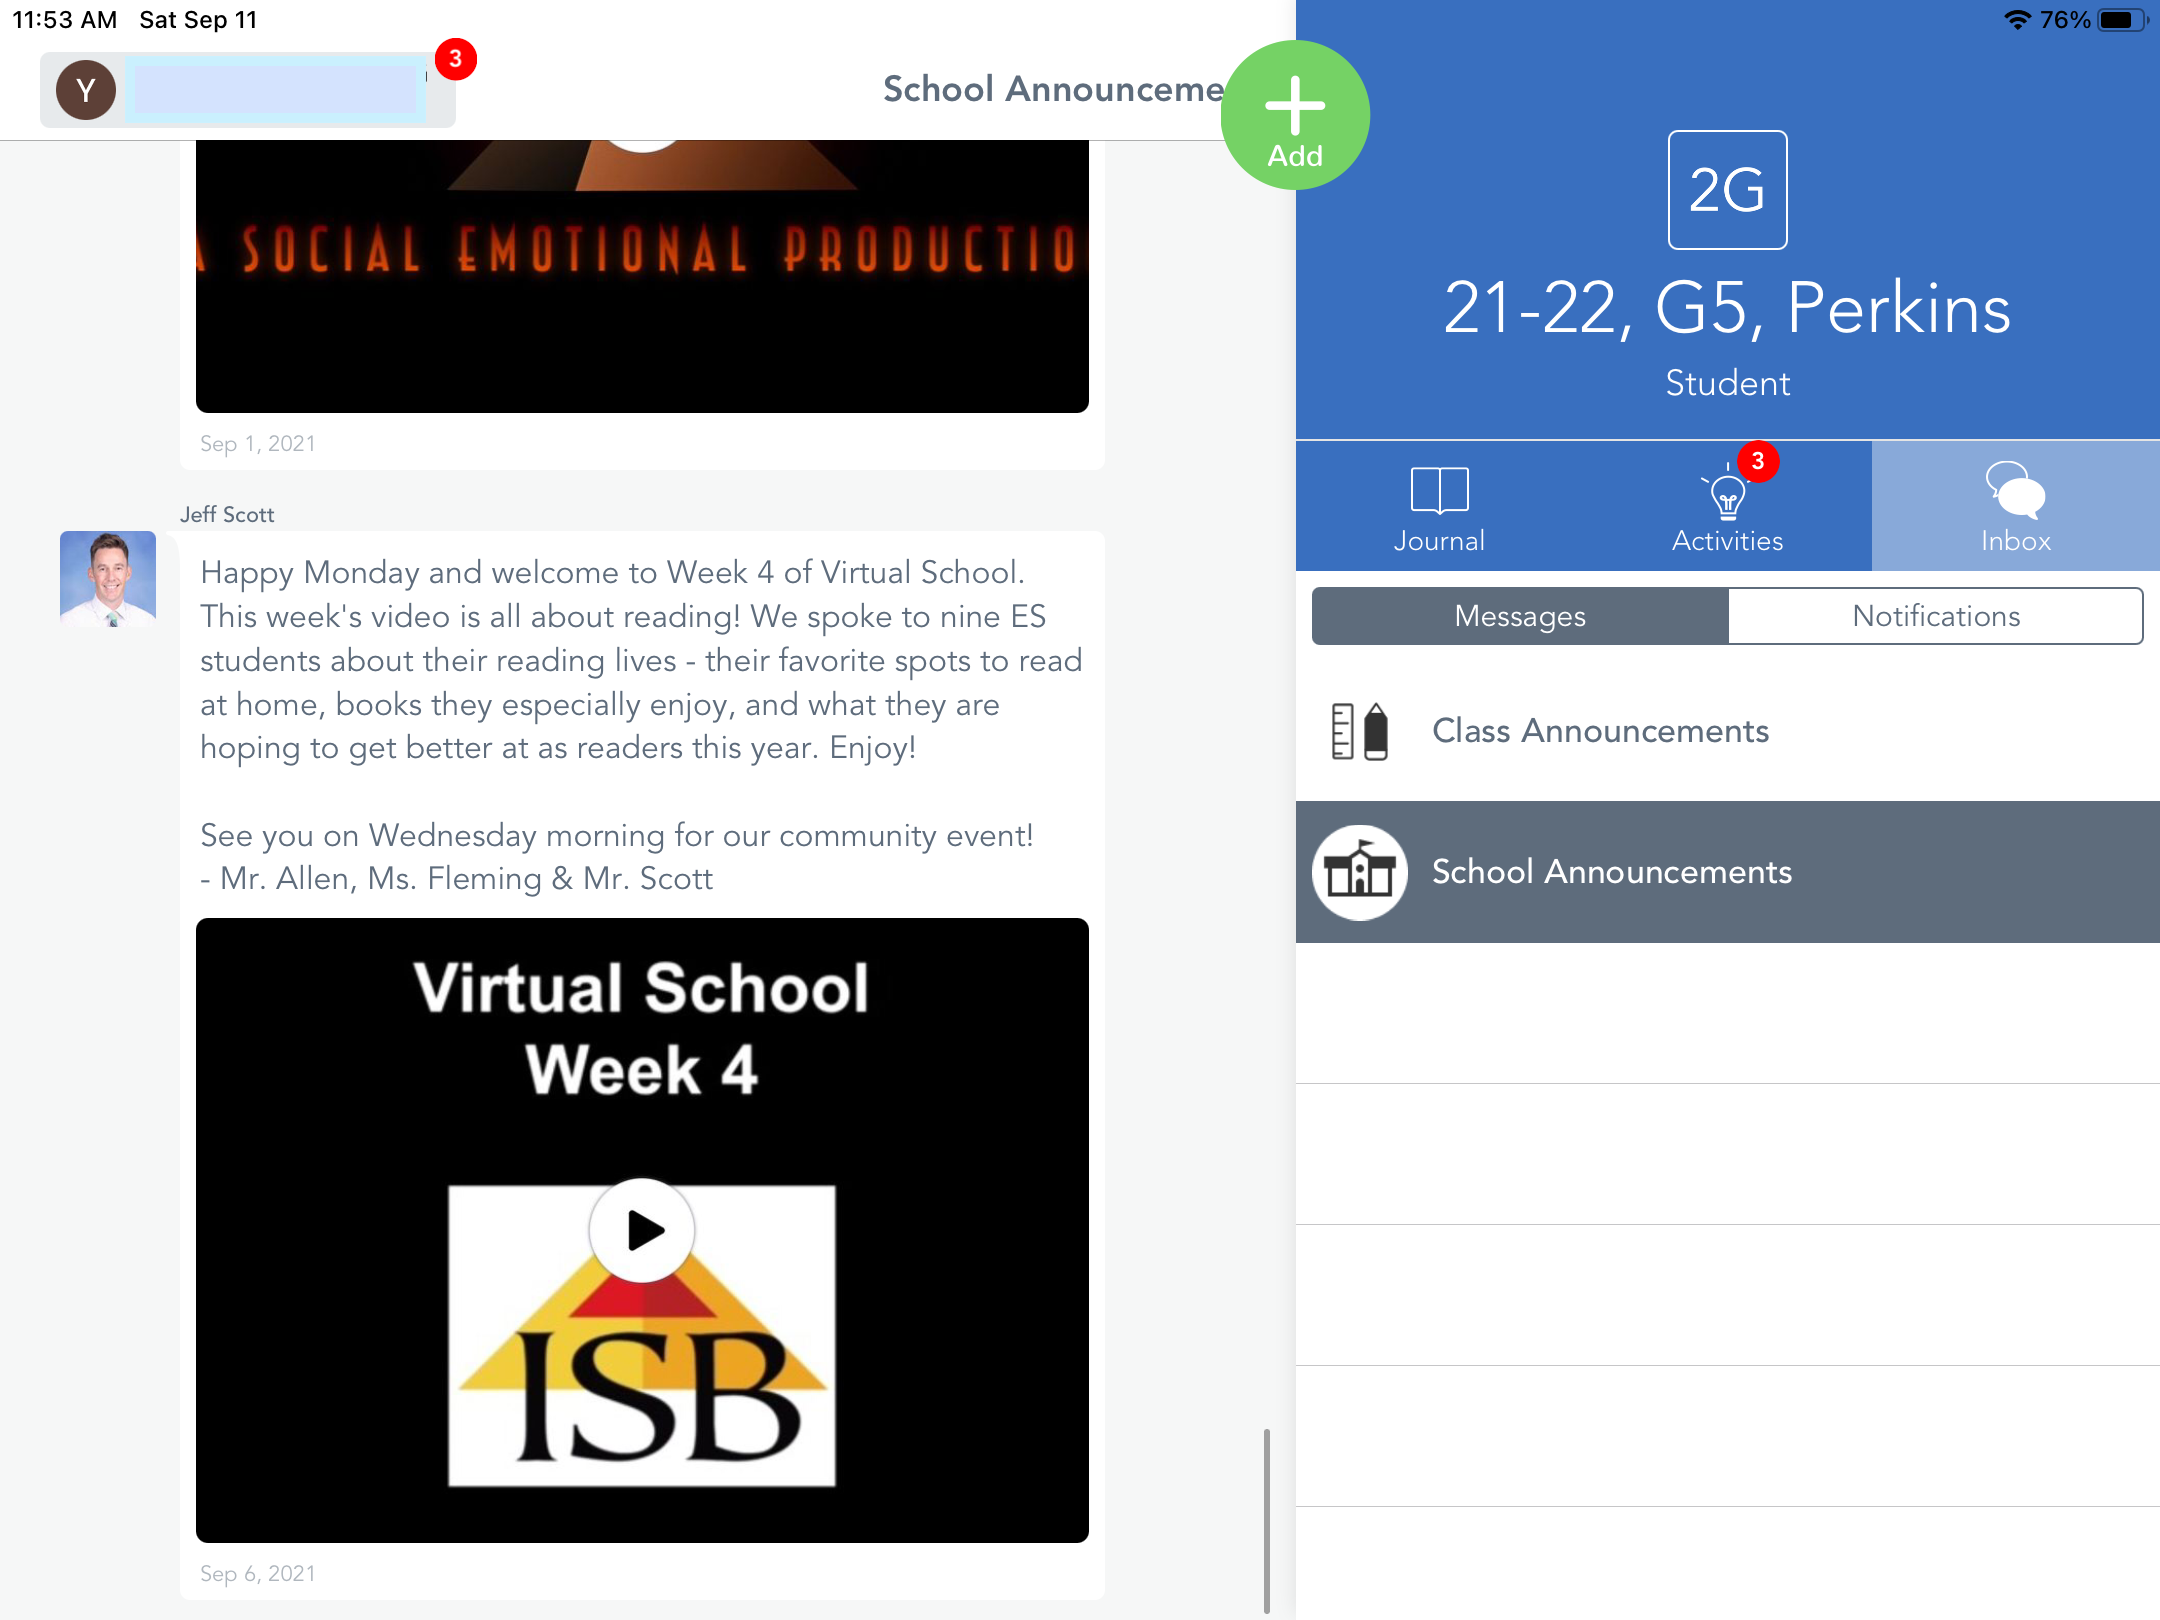 11:53 AM Sat Sep 11
76%
Y
3
School Announceme
Add
SOCIAL EMOTIONAL PRODUCTIO
Sep 1, 2021
Jeff Scott
Happy Monday and welcome to Week 4 of Virtual School.
This week's video is all about reading! We spoke to nine ES
students about their reading lives - their favorite spots to read
at home, books they especially enjoy, and what they are
hoping to get better at as readers this year. Enjoy!
See you on Wednesday morning for our community event!
- Mr. Allen, Ms. Fleming & Mr. Scott
Virtual School
Week 4
ISB
Sep 6, 2021
2G
21-22, G5, Perkins
Student
Journal
3
Activities
Inbox
Messages
Notifications
Class Announcements
School Announcements